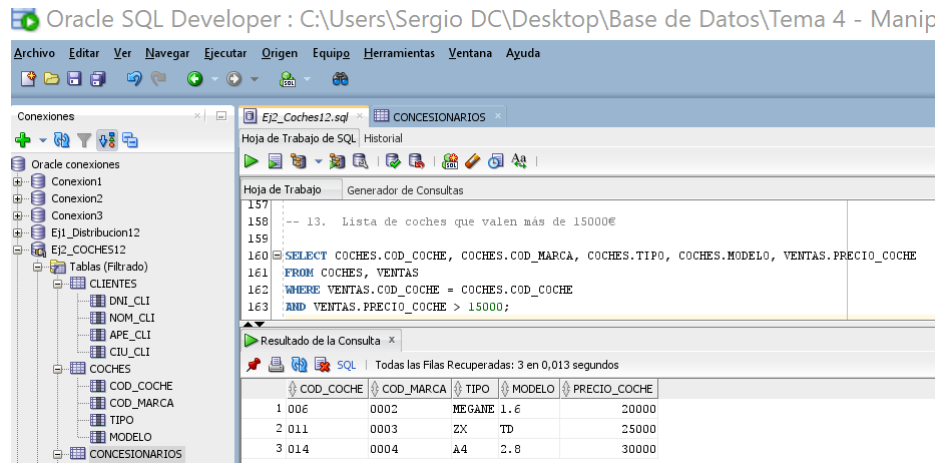 Oracle SQL Developer : C:\Users\Sergio DC\Desktop\Base de Datos\Tema 4 - Manip
Archivo Editar Ver Navegar Ejecutar Origen Equipo Herramientas Ventana Ayuda
Conexiones
Oracle conexiones
Conexion1
Conexion2
Conexion3
Ej1_Distribucion12
Ej2_COCHES12
Tablas (Filtrado)
CLIENTES
DNI_CLI
NOM_CLI
APE_CLI
CIU_CLI
COCHES
COD_COCHE
COD_MARCA
TIPO
MODELO
CONCESIONARIOS
Ej2_Coches12.sql CONCESIONARIOS
Hoja de Trabajo de SQL Historial
Hoja de Trabajo Generador de Consultas
157
158 -- 13. Lista de coches que valen más de 15000€
159
160 SELECT COCHES.COD_COCHE, COCHES.COD_MARCA, COCHES.TIPO, COCHES.MODELO, VENTAS.PRECIO_COCHE
161 FROM COCHES, VENTAS
162 WHERE VENTAS.COD_COCHE = COCHES.COD_COCHE
163 AND VENTAS.PRECIO_COCHE > 15000;
Resultado de la Consulta x
SQL | Todas las Filas Recuperadas: 3 en 0,013 segundos
COD_COCHE COD_MARCA TIPO MODELO PRECIO_COCHE
1 006 0002 MEGANE 1.6 20000
2 011 0003 ZX TD 25000
3 014 0004 A4 2.8 30000